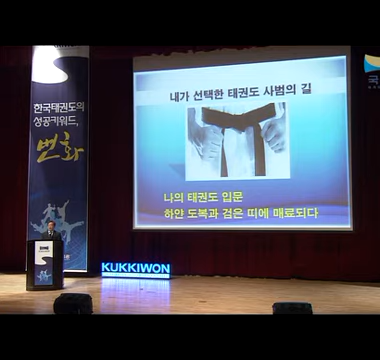 한국태권도의
성공키워드,
변화
내가 선택한 태권도 사범의 길
나의 태권도 입문
하얀 도복과 검은 띠에 매료되다
KUKKIWON
국